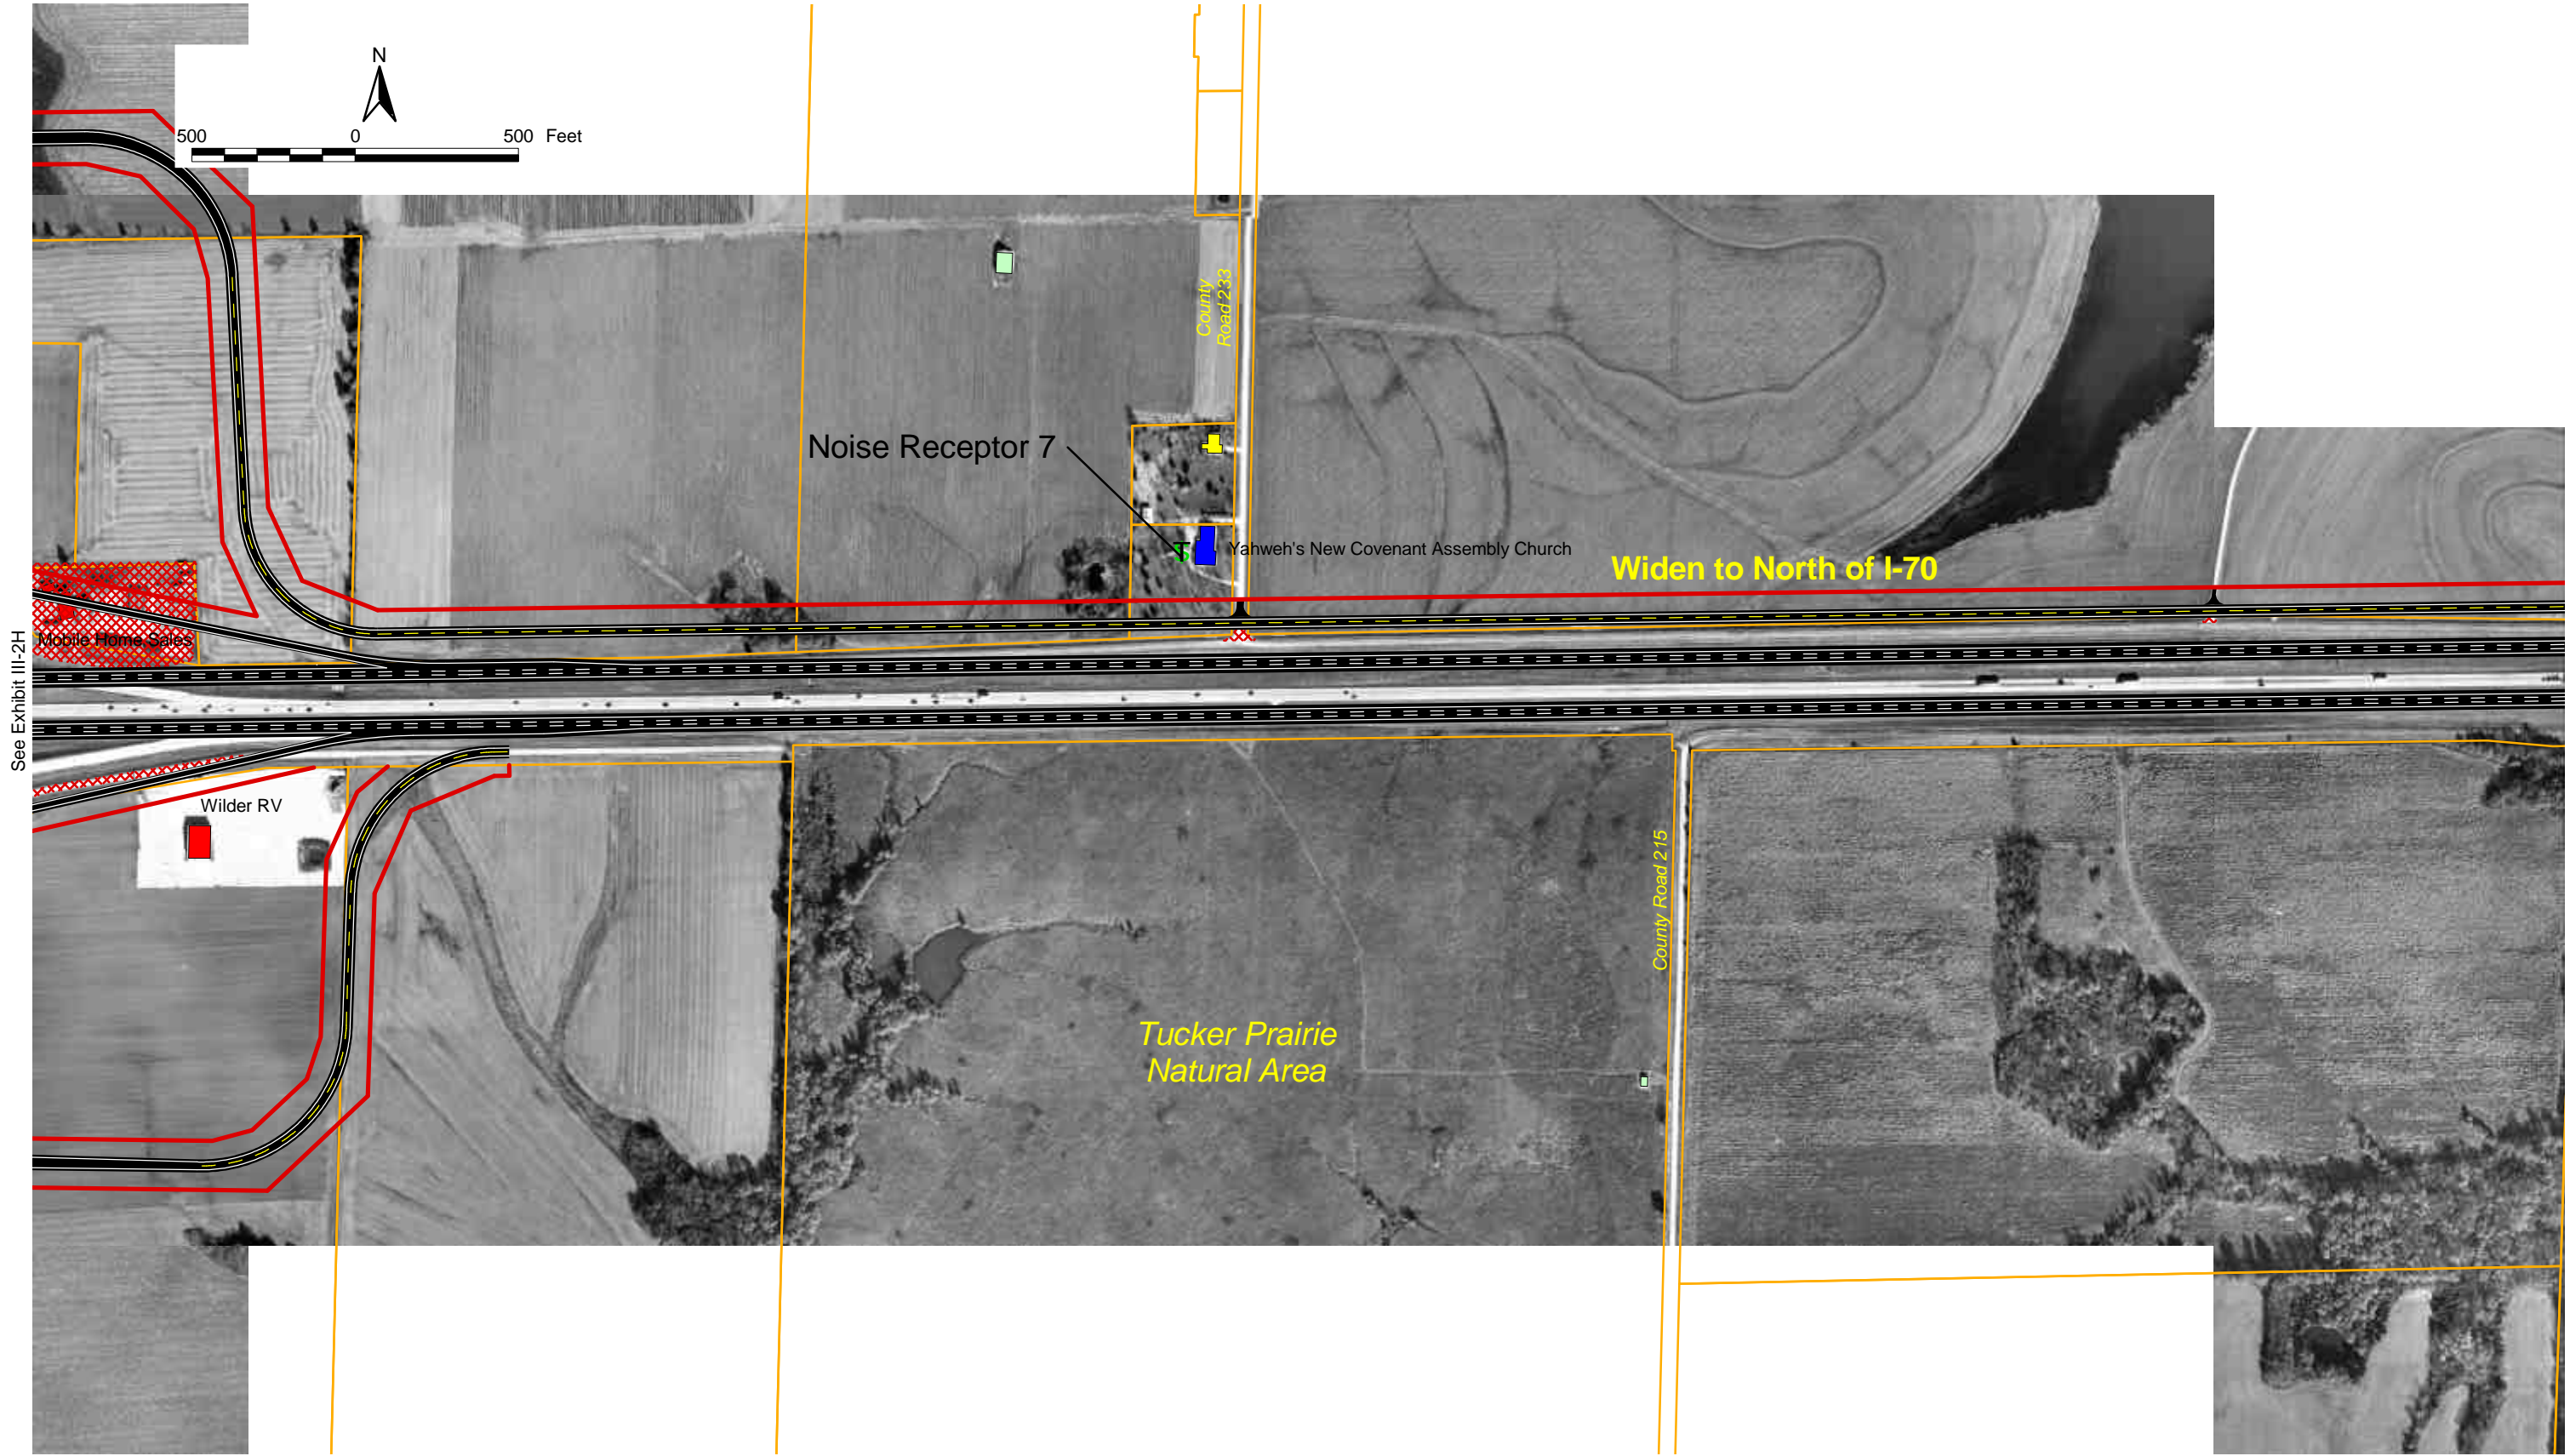 N
500 0 500 Feet
County
Road 233
Noise Receptor 7
Yahweh's New Covenant Assembly Church
Widen to North of I-70
Mobile Home Sales
See Exhibit III-2H
Wilder RV
County Road 215
Tucker Prairie
Natural Area